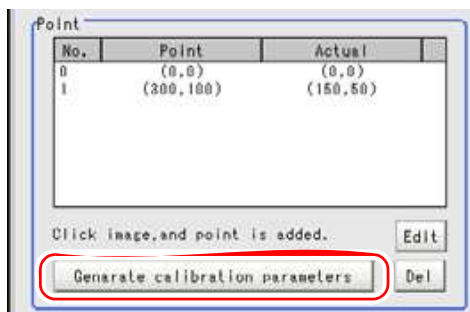 Point
No. Point Actual
0 (0,0) (0,0)
1 (300,100) (150,50)
Click image,and point is added.
Edit
Genarate calibration parameters
Del